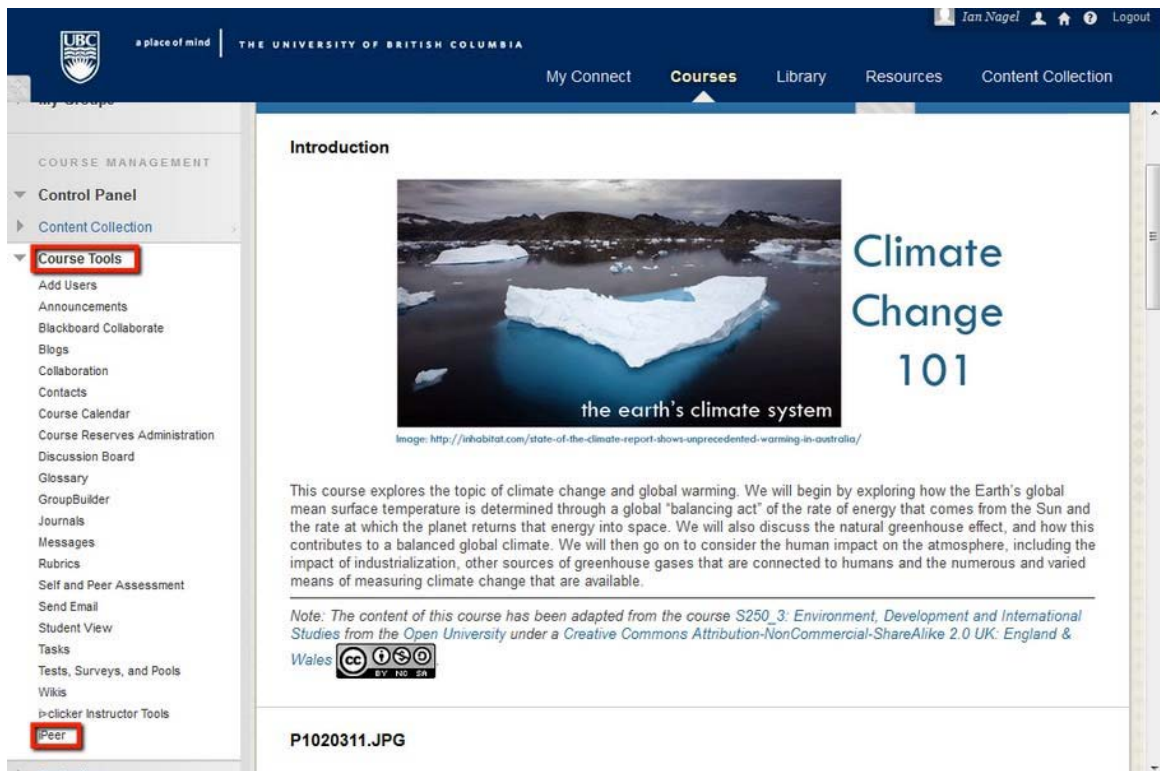 Ian Nagel Logout
UBC a place of mind THE UNIVERSITY OF BRITISH COLUMBIA
My Connect Courses Library Resources Content Collection
My Groups
COURSE MANAGEMENT
Control Panel
Content Collection
Course Tools
Add Users
Announcements
Blackboard Collaborate
Blogs
Collaboration
Contacts
Course Calendar
Course Reserves Administration
Discussion Board
Glossary
GroupBuilder
Journals
Messages
Rubrics
Self and Peer Assessment
Send Email
Student View
Tasks
Tests, Surveys, and Pools
Wikis
i>clicker Instructor Tools
iPeer
Introduction
the earth's climate system
Climate
Change
101
Image: http://inhabitat.com/state-of-the-climate-report-shows-unprecedented-warming-in-australia/
This course explores the topic of climate change and global warming. We will begin by exploring how the Earth's global
mean surface temperature is determined through a global "balancing act" of the rate of energy that comes from the Sun and
the rate at which the planet returns that energy into space. We will also discuss the natural greenhouse effect, and how this
contributes to a balanced global climate. We will then go on to consider the human impact on the atmosphere, including the
impact of industrialization, other sources of greenhouse gases that are connected to humans and the numerous and varied
means of measuring climate change that are available.
Note: The content of this course has been adapted from the course S250_3: Environment, Development and International
Studies from the Open University under a Creative Commons Attribution-NonCommercial-ShareAlike 2.0 UK: England &
Wales cc BY NC SA .
P1020311.JPG